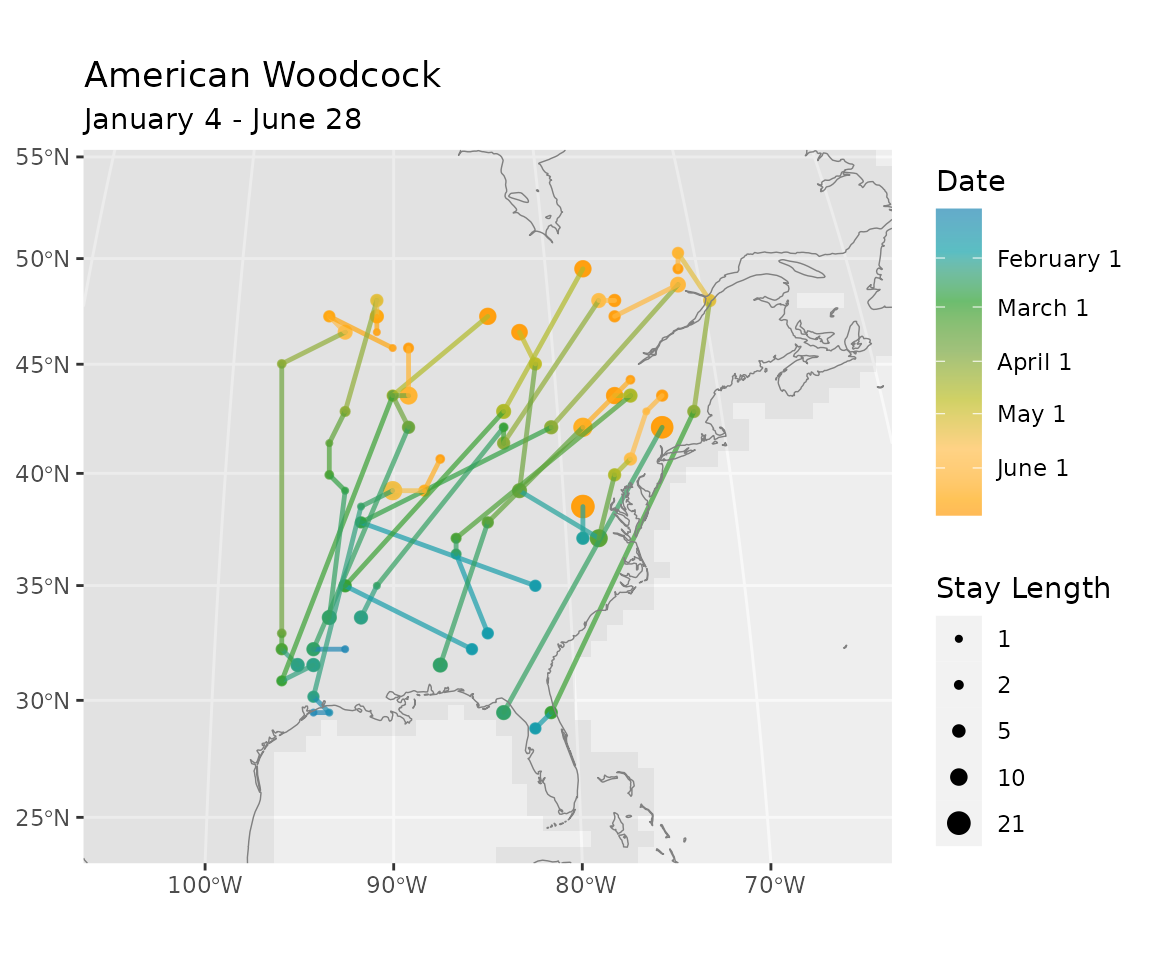 American Woodcock
January 4 - June 28
55°N
50°N
45°N
40°N
35°N
30°N
25°N
100°W
90°W
80°W
70°W
Date
February 1
March 1
April 1
May 1
June 1
Stay Length
1
2
5
10
21